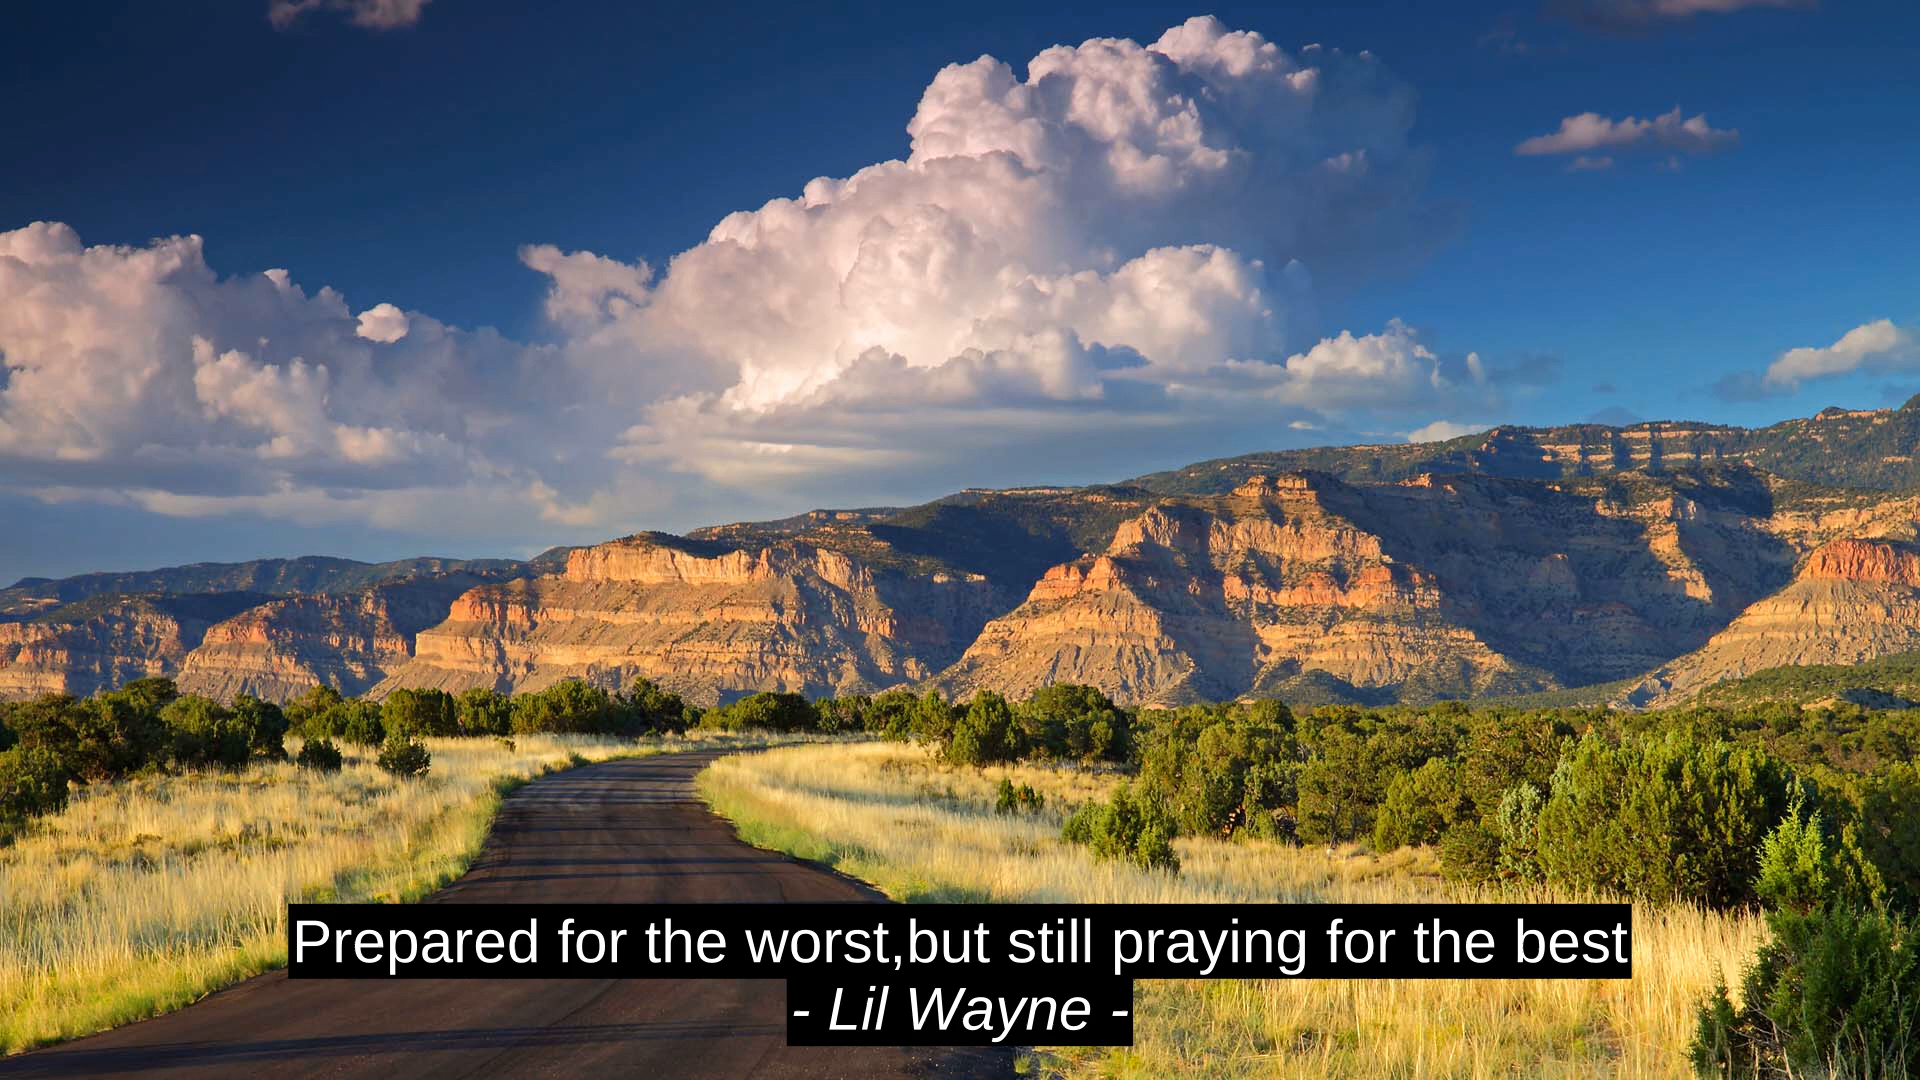 Prepared for the worst,but still praying for the best
- Lil Wayne -